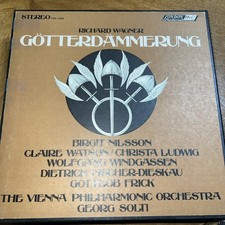 STEREO
LONDON
RICHARD WAGNER
GÖTTERDÄMMERUNG
BIRGIT NILSSON
CLAIRE WATSON/CHRISTA LUDWIG
WOLFGANG WINDGASSEN
DIETRICH FISCHER-DIESKAU
GOTTLOB FRICK
THE VIENNA PHILHARMONIC ORCHESTRA
GEORG SOLTI